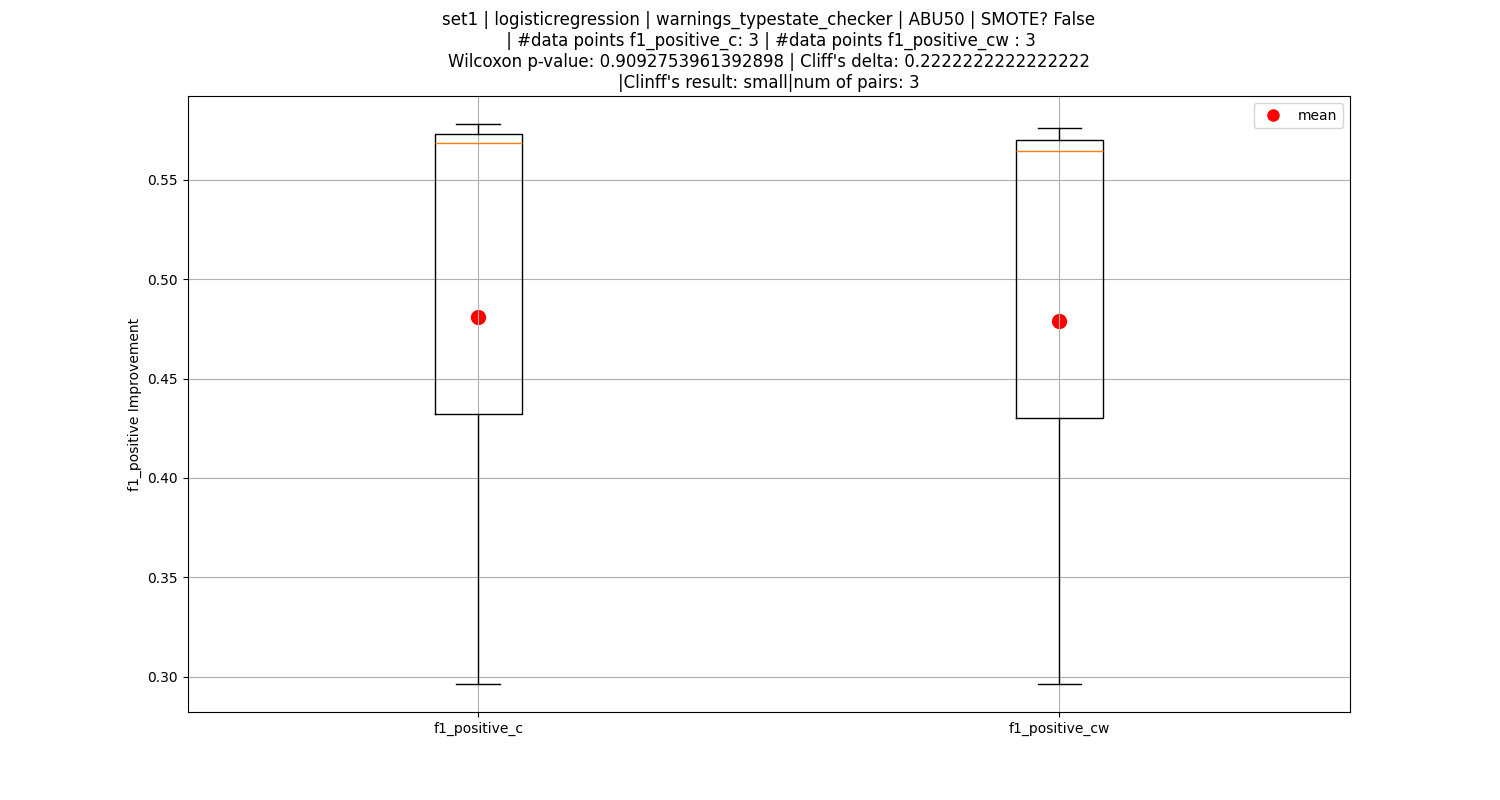 set1 | logisticregression | warnings_typestate_checker | ABU50 | SMOTE? False
| #data points f1_positive_c: 3 | #data points f1_positive_cw : 3
Wilcoxon p-value: 0.9092753961392898 | Cliff's delta: 0.2222222222222222
|Clinff's result: small|num of pairs: 3
mean
0.55
0.50
0.45
0.40
0.35
0.30
f1_positive Improvement
f1_positive_c
f1_positive_cw